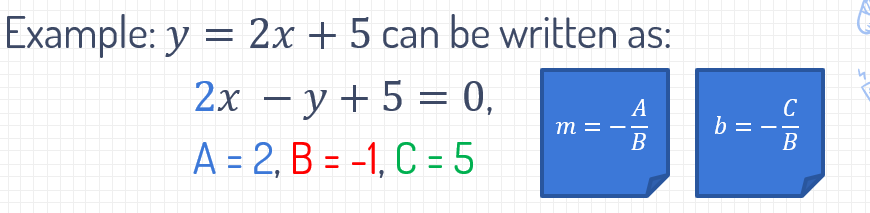 Example: y = 2x + 5 can be written as:
2x − y + 5 = 0,
A = 2, B = -1, C = 5
m = −A/B
b = −C/B